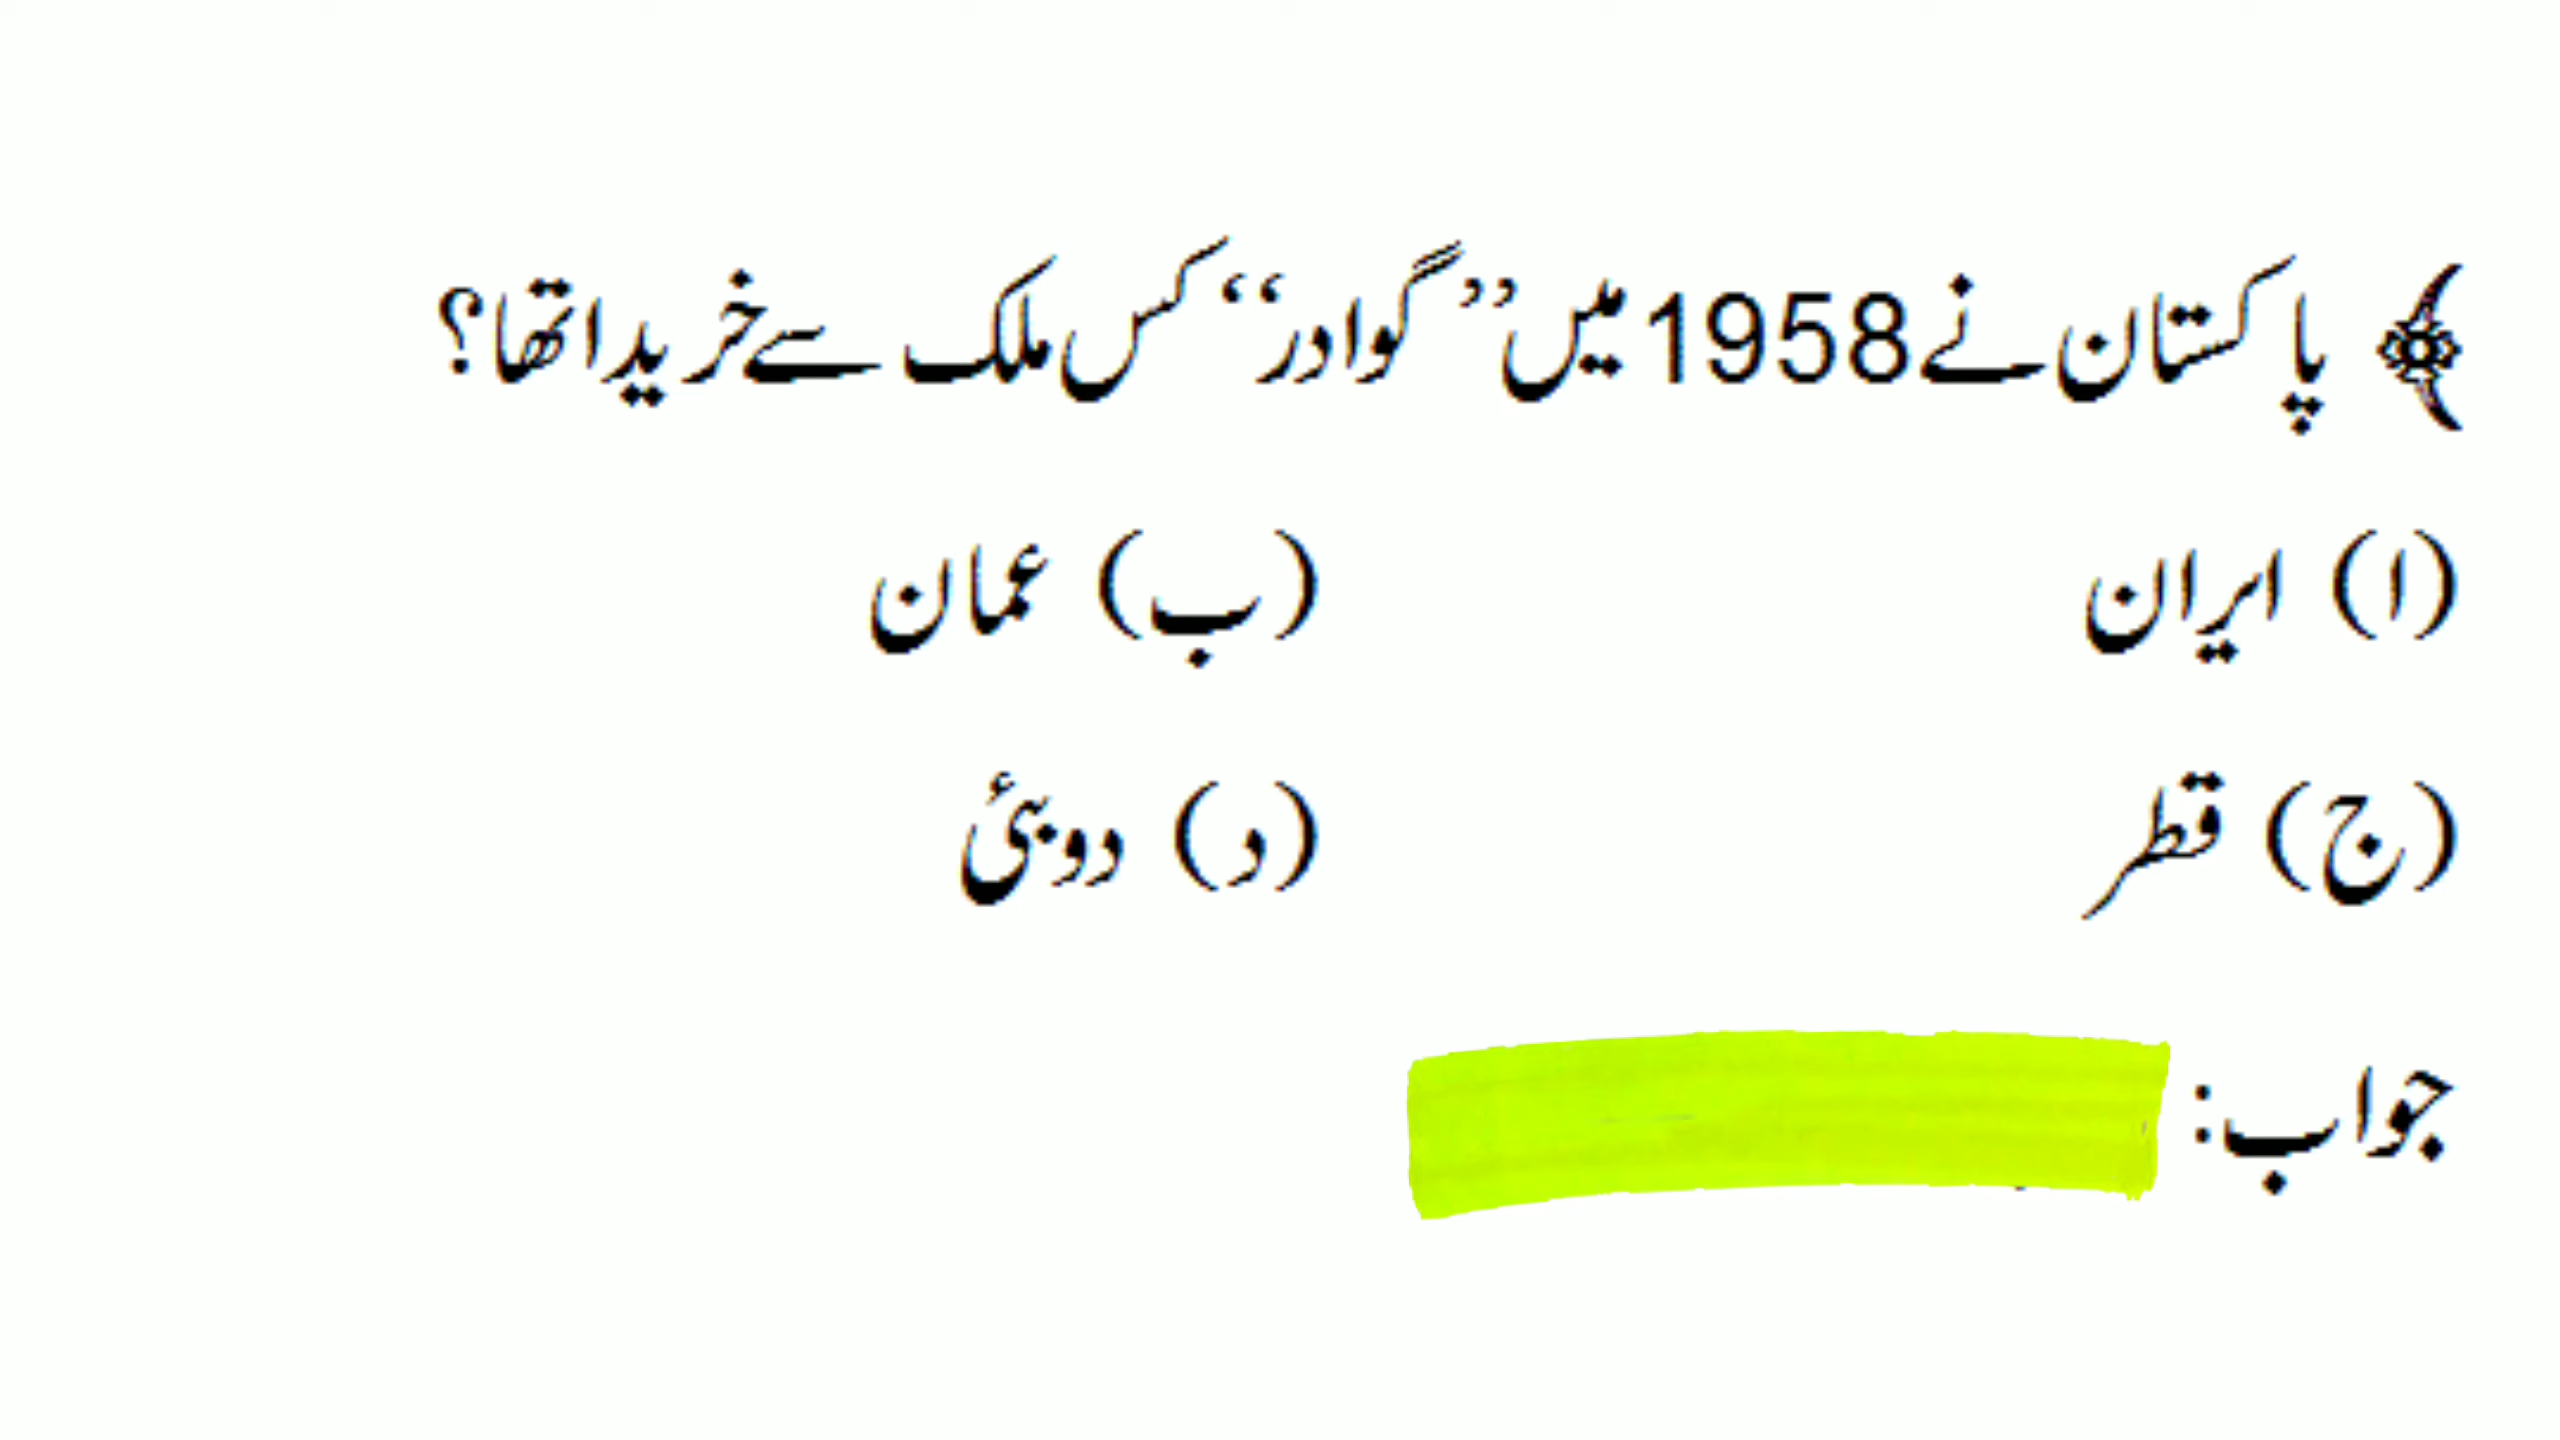 پاکستان نے 1958 میں ’’گوادر‘‘ کس ملک سے خریدا تھا؟
(ا) ایران (ب) عمان
(ج) قطر (د) دوبئی
جواب: